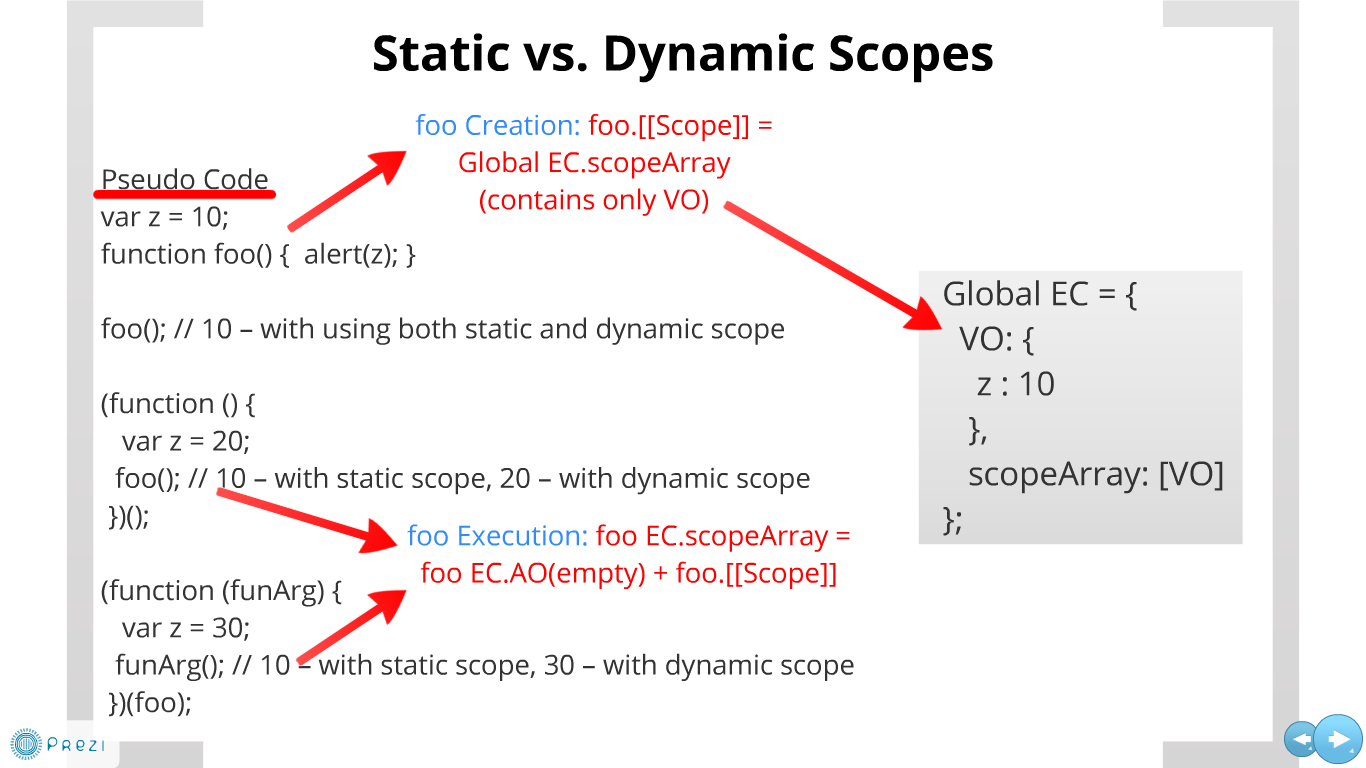 Static vs. Dynamic Scopes
foo Creation: foo.[[Scope]] =
Global EC.scopeArray
(contains only VO)
Pseudo Code
var z = 10;
function foo() {  alert(z); }
foo(); // 10 – with using both static and dynamic scope
(function () {
var z = 20;
foo(); // 10 – with static scope, 20 – with dynamic scope
})();
foo Execution: foo EC.scopeArray =
foo EC.AO(empty) + foo.[[Scope]]
(function (funArg) {
var z = 30;
funArg(); // 10 – with static scope, 30 – with dynamic scope
})(foo);
Global EC = {
VO: {
z : 10
},
scopeArray: [VO]
};
Prezi